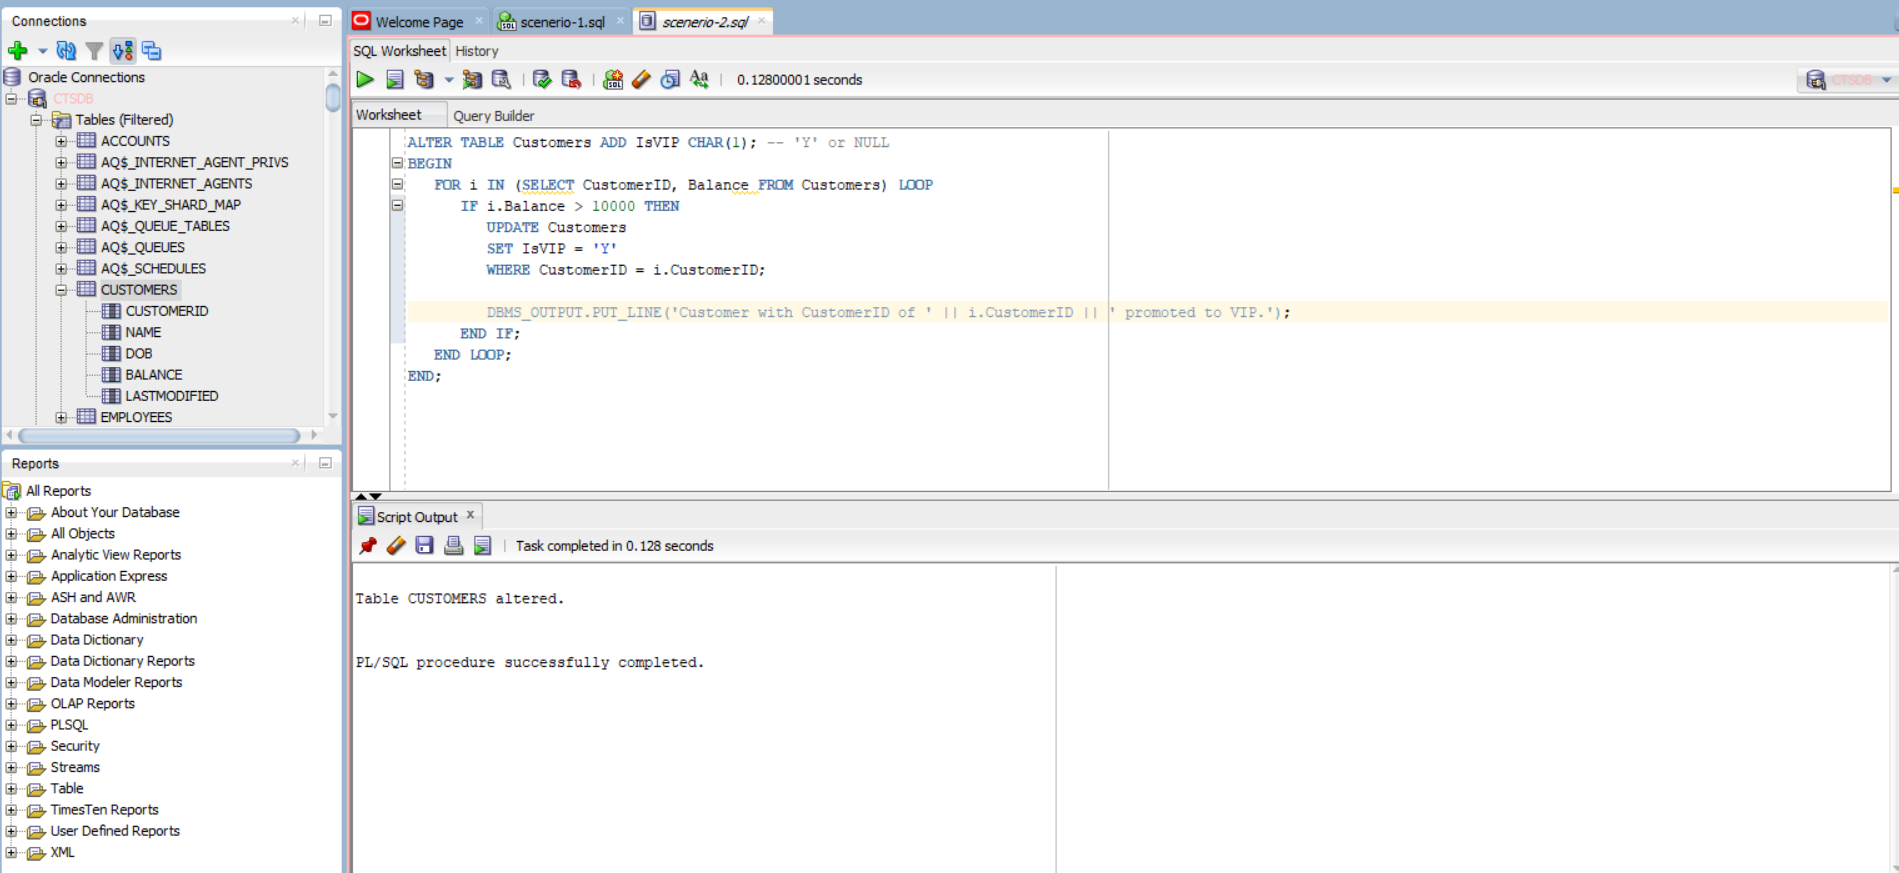 Connections
Oracle Connections
CTSDB
Tables (Filtered)
ACCOUNTS
AQ$_INTERNET_AGENT_PRIVS
AQ$_INTERNET_AGENTS
AQ$_KEY_SHARD_MAP
AQ$_QUEUE_TABLES
AQ$_QUEUES
AQ$_SCHEDULES
CUSTOMERS
CUSTOMERID
NAME
DOB
BALANCE
LASTMODIFIED
EMPLOYEES
Reports
All Reports
About Your Database
All Objects
Analytic View Reports
Application Express
ASH and AWR
Database Administration
Data Dictionary
Data Dictionary Reports
Data Modeler Reports
OLAP Reports
PLSQL
Security
Streams
Table
TimesTen Reports
User Defined Reports
XML
Welcome Page scenerio-1.sql scenerio-2.sql
SQL Worksheet History
0.12800001 seconds
CTSDB
Worksheet Query Builder
ALTER TABLE Customers ADD IsVIP CHAR(1); -- 'Y' or NULL
BEGIN
FOR i IN (SELECT CustomerID, Balance FROM Customers) LOOP
IF i.Balance > 10000 THEN
UPDATE Customers
SET IsVIP = 'Y'
WHERE CustomerID = i.CustomerID;
DBMS_OUTPUT.PUT_LINE('Customer with CustomerID of ' || i.CustomerID || ' promoted to VIP.');
END IF;
END LOOP;
END;
Script Output
Task completed in 0.128 seconds
Table CUSTOMERS altered.
PL/SQL procedure successfully completed.